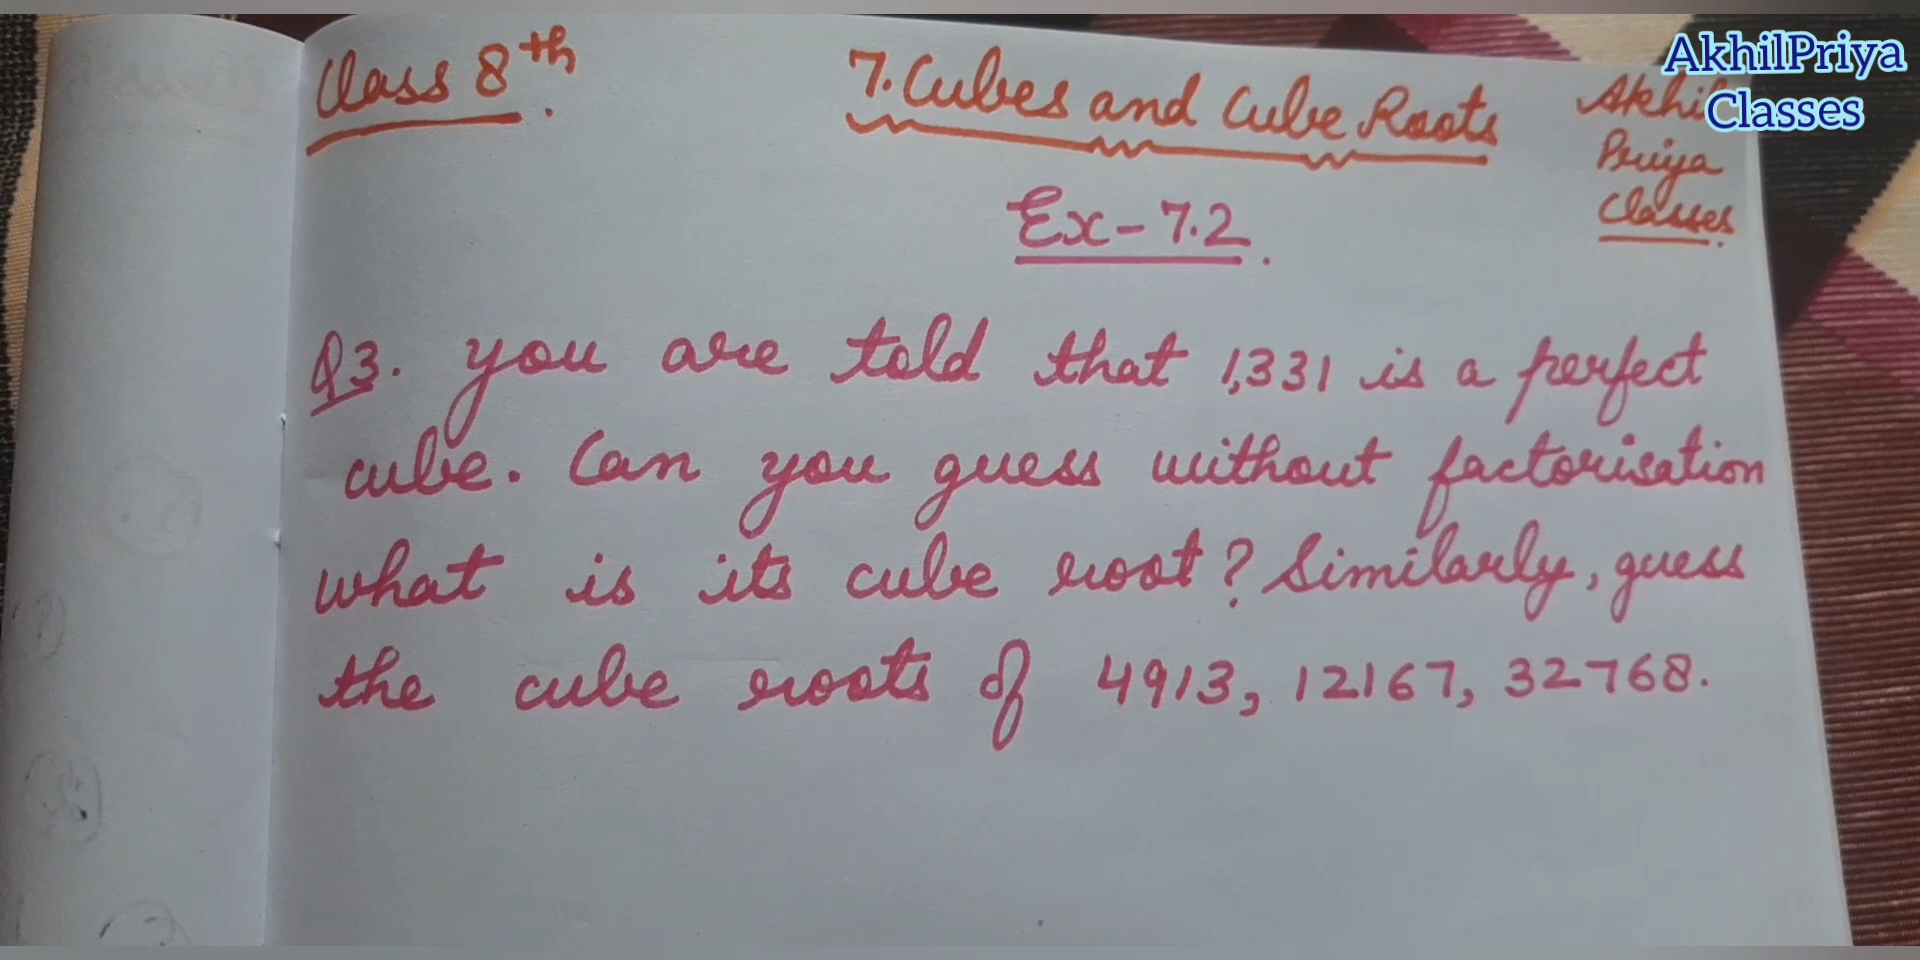 Class 8th.
7. Cubes and Cube Roots
AkhilPriya
Classes
Akhil
Priya
Classes
Ex-7.2.
Q3. you are told that 1,331 is a perfect
cube. Can you guess without factorisation
what is its cube root? Similarly, guess
the cube roots of 4913, 12167, 32768.